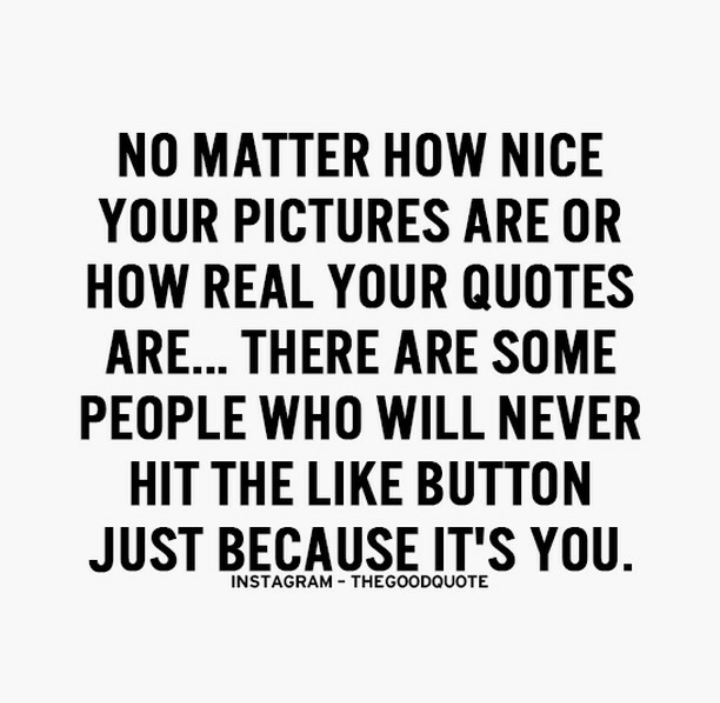 NO MATTER HOW NICE
YOUR PICTURES ARE OR
HOW REAL YOUR QUOTES
ARE... THERE ARE SOME
PEOPLE WHO WILL NEVER
HIT THE LIKE BUTTON
JUST BECAUSE IT'S YOU.
INSTAGRAM - THEGOODQUOTE